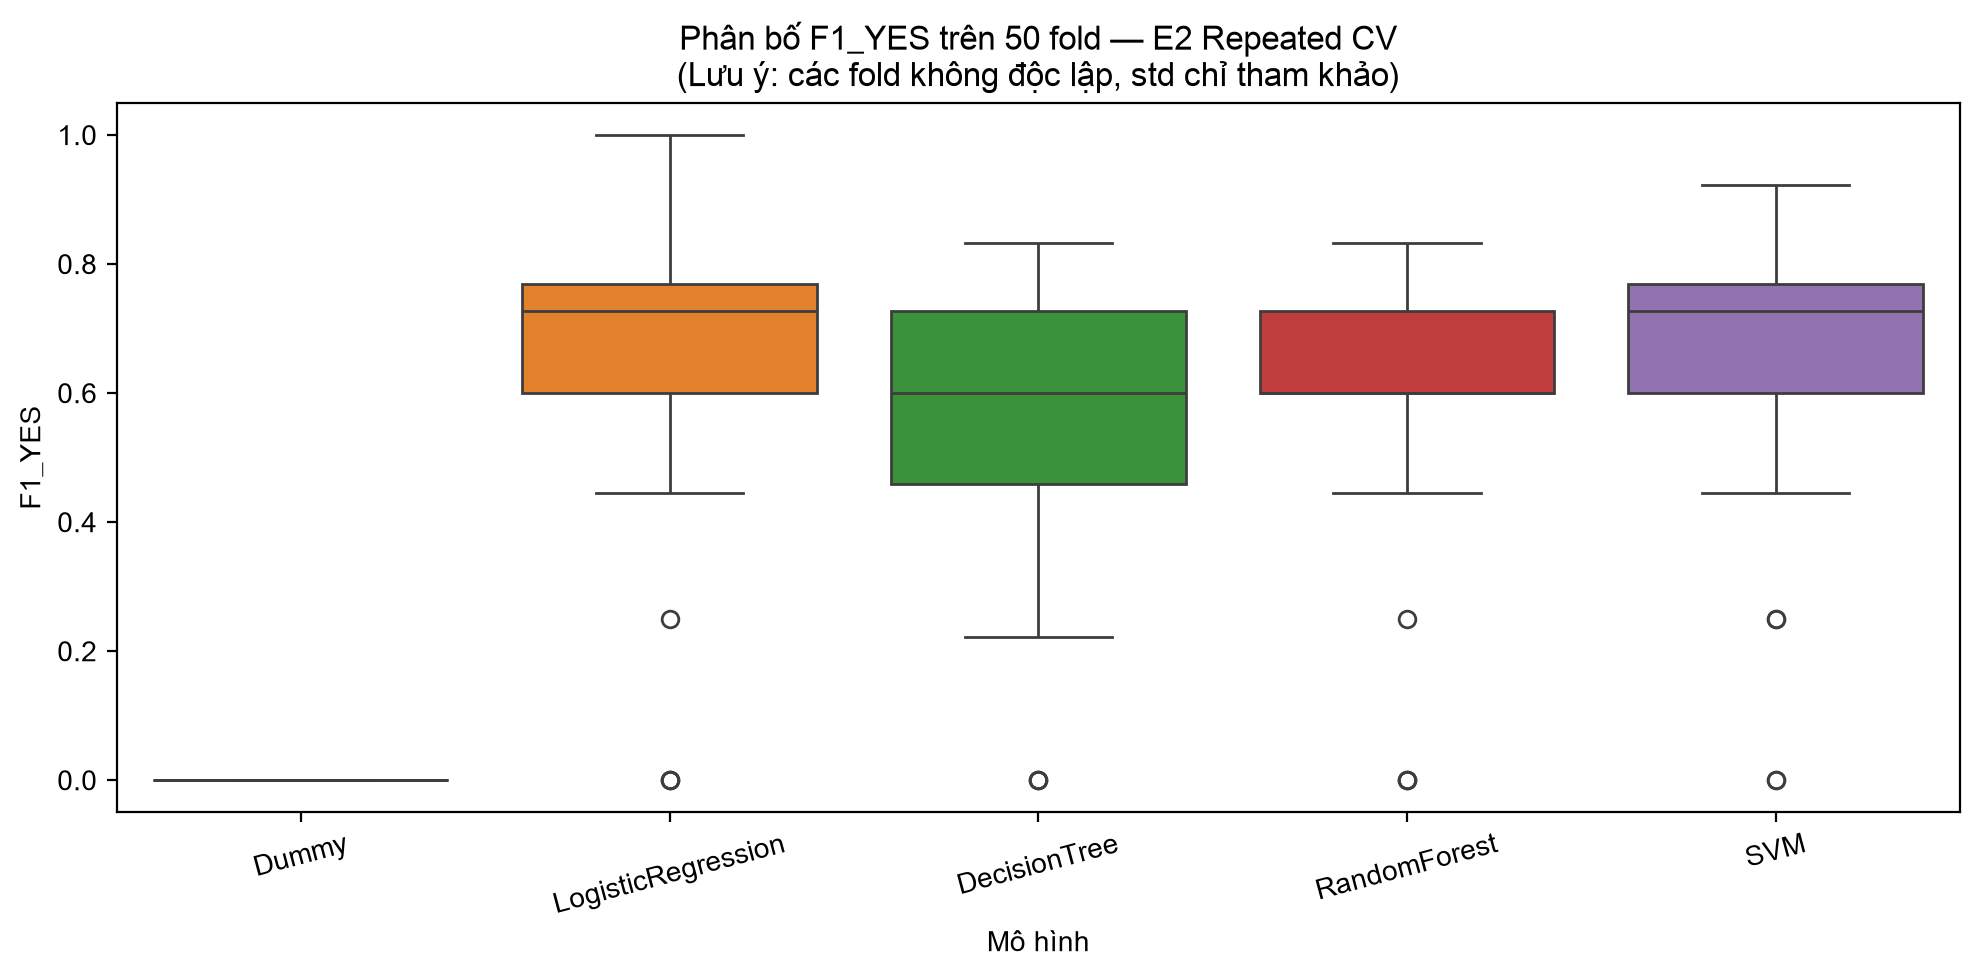 Phân bố F1_YES trên 50 fold — E2 Repeated CV
(Lưu ý: các fold không độc lập, std chỉ tham khảo)
F1_YES
1.0
0.8
0.6
0.4
0.2
0.0
Dummy
LogisticRegression
DecisionTree
RandomForest
SVM
Mô hình